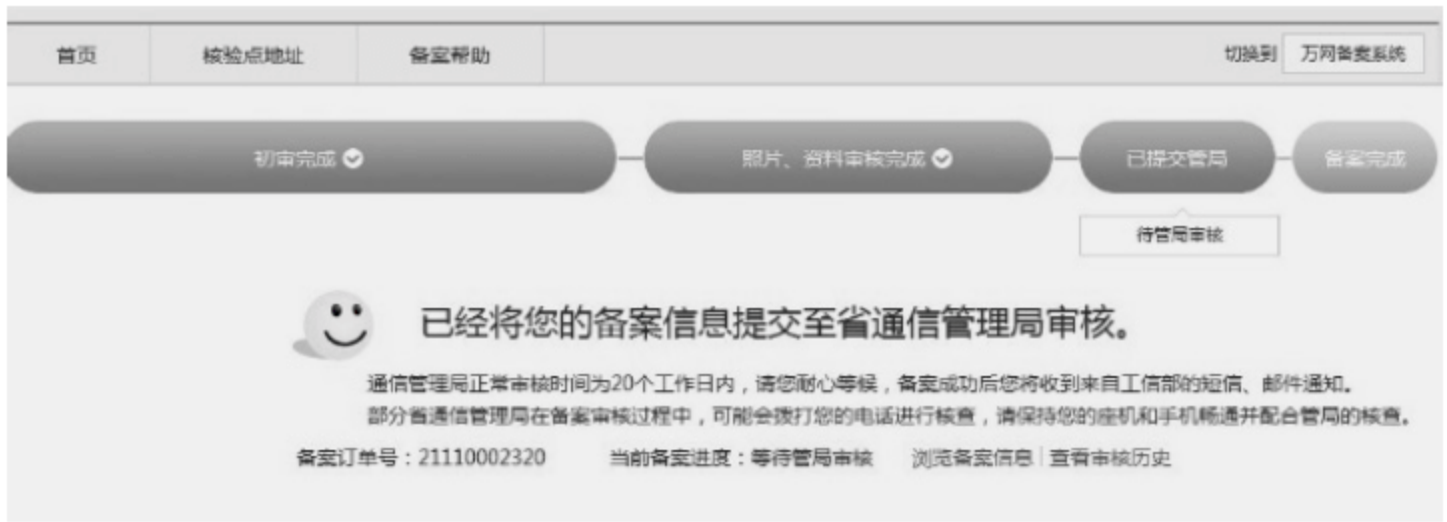 首页 核验点地址 备案帮助 切换到 万网备案系统
初审完成 照片、资料审核完成 已提交管局 备案完成
待管局审核
已经将您的备案信息提交至省通信管理局审核。
通信管理局正常审核时间为20个工作日内，请您耐心等候，备案成功后您将收到来自工信部的短信、邮件通知。
部分省通信管理局在备案审核过程中，可能会拨打您的电话进行核查，请保持您的座机和手机畅通并配合管局的核查。
备案订单号：21110002320 当前备案进度：等待管局审核 浏览备案信息 | 查看审核历史